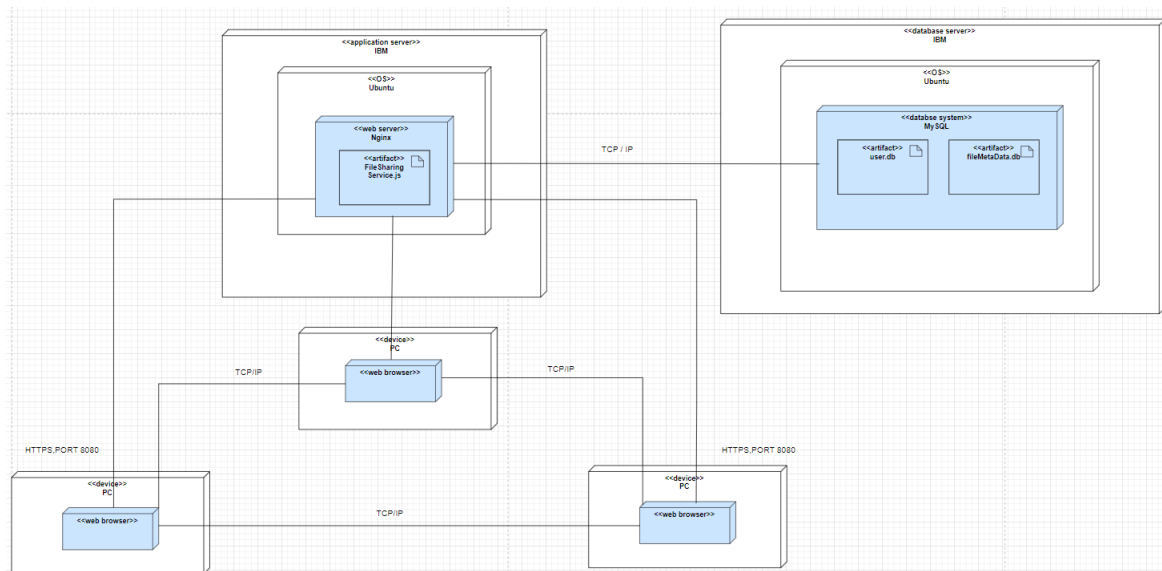 <<application server>>
IBM
<<OS>>
Ubuntu
<<web server>>
Nginx
<<artifact>>
FileSharing
Service.js
TCP / IP
<<database server>>
IBM
<<OS>>
Ubuntu
<<databse system>>
MySQL
<<artifact>>
user.db
<<artifact>>
fileMetaData.db
<<device>>
PC
<<web browser>>
TCP/IP
TCP/IP
HTTPS,PORT 8080
HTTPS,PORT 8080
<<device>>
PC
<<web browser>>
TCP/IP
<<device>>
PC
<<web browser>>